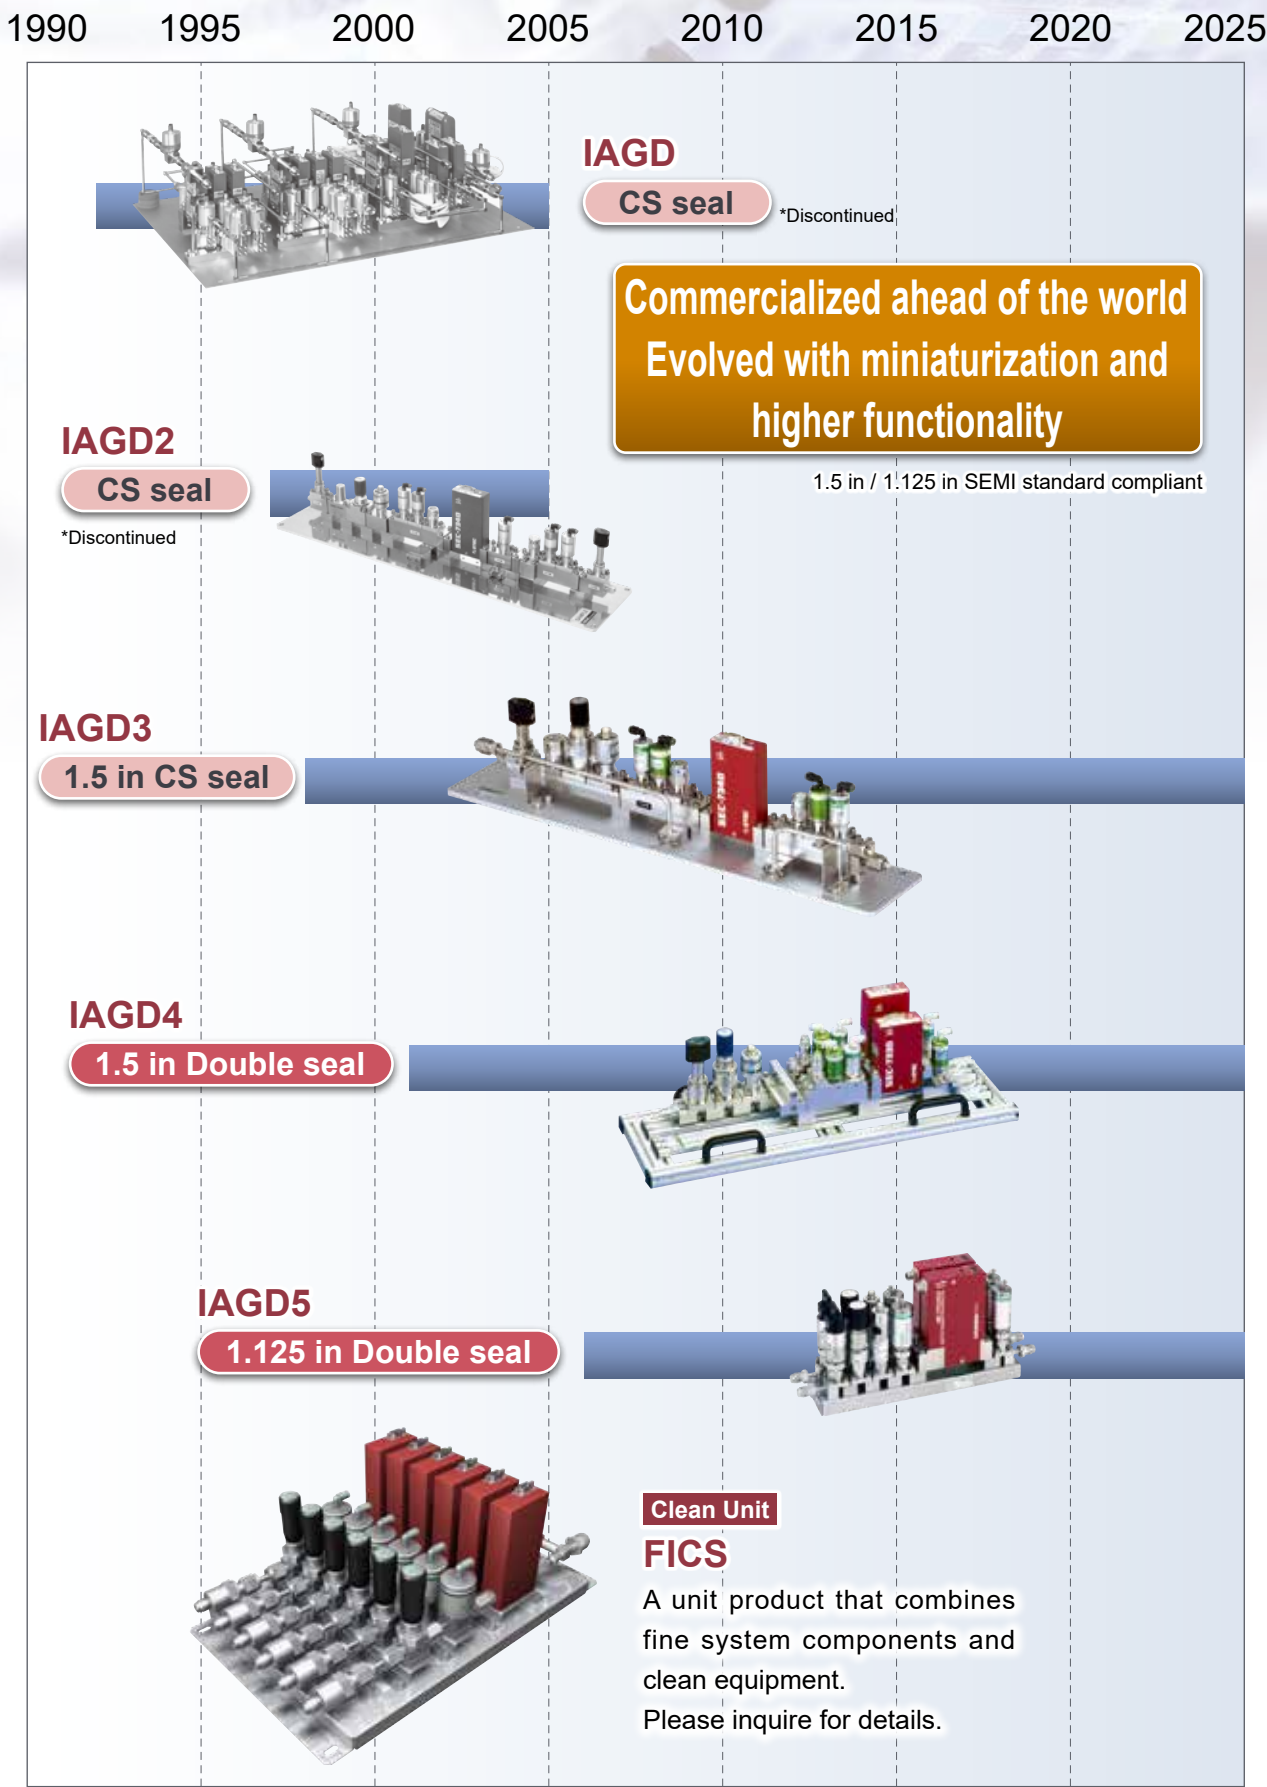 1990 1995 2000 2005 2010 2015 2020 2025
IAGD
CS seal
*Discontinued
Commercialized ahead of the world
Evolved with miniaturization and
higher functionality
1.5 in / 1.125 in SEMI standard compliant
IAGD2
CS seal
*Discontinued
IAGD3
1.5 in CS seal
SEC-7340
IAGD4
1.5 in Double seal
IAGD5
1.125 in Double seal
Clean Unit
FICS
A unit product that combines
fine system components and
clean equipment.
Please inquire for details.